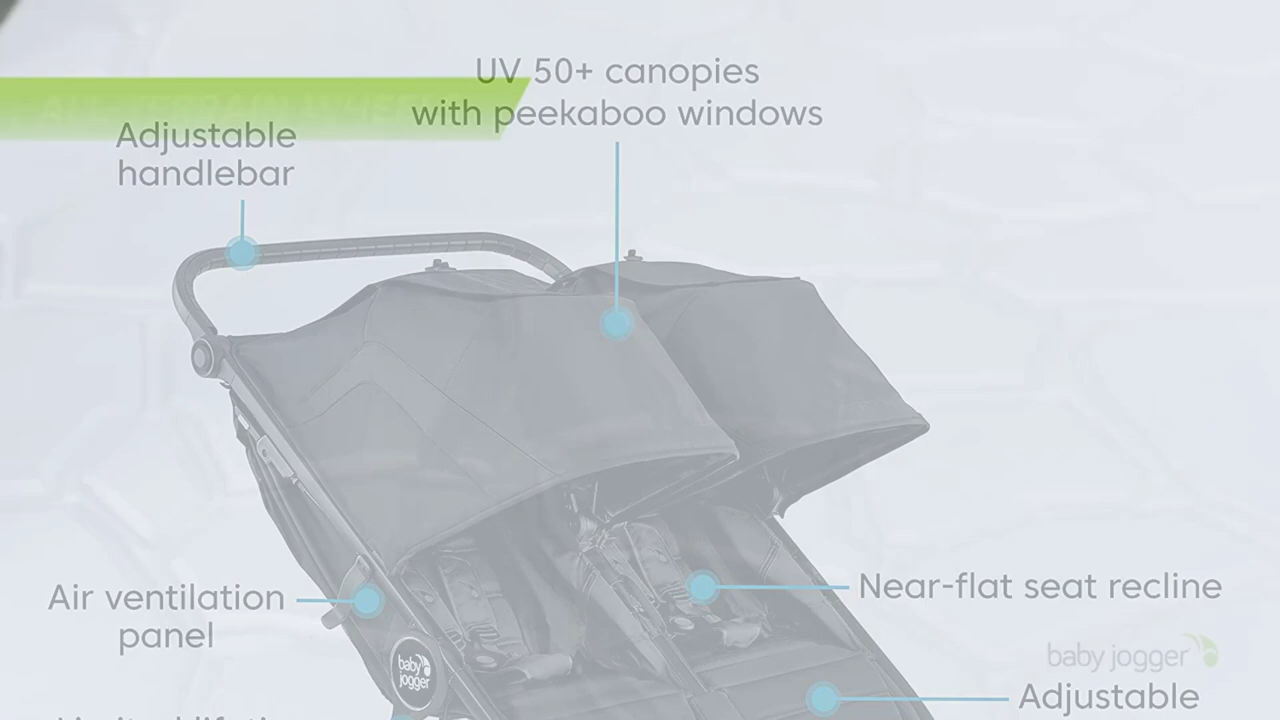 UV 50+ canopies
with peekaboo windows
Adjustable
handlebar
Air ventilation
panel
Near-flat seat recline
baby
jogger
baby jogger
Adjustable